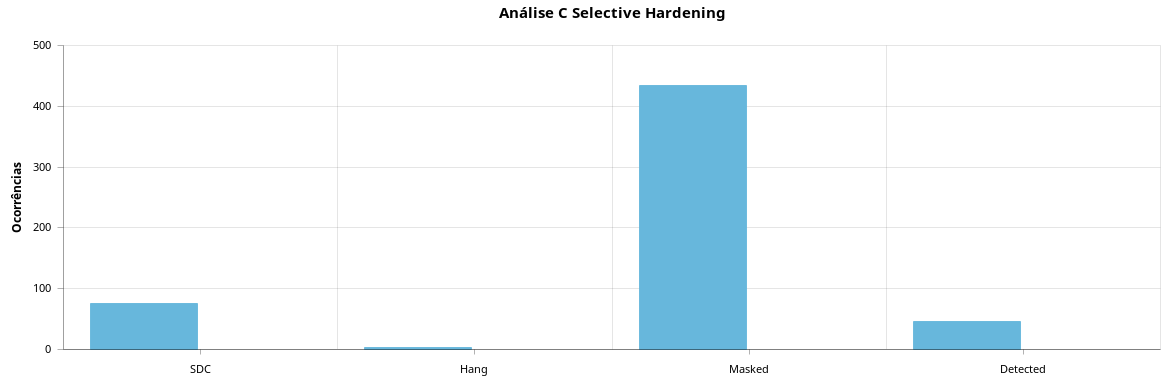 Análise C Selective Hardening
Ocorrências
500
400
300
200
100
0
SDC
Hang
Masked
Detected